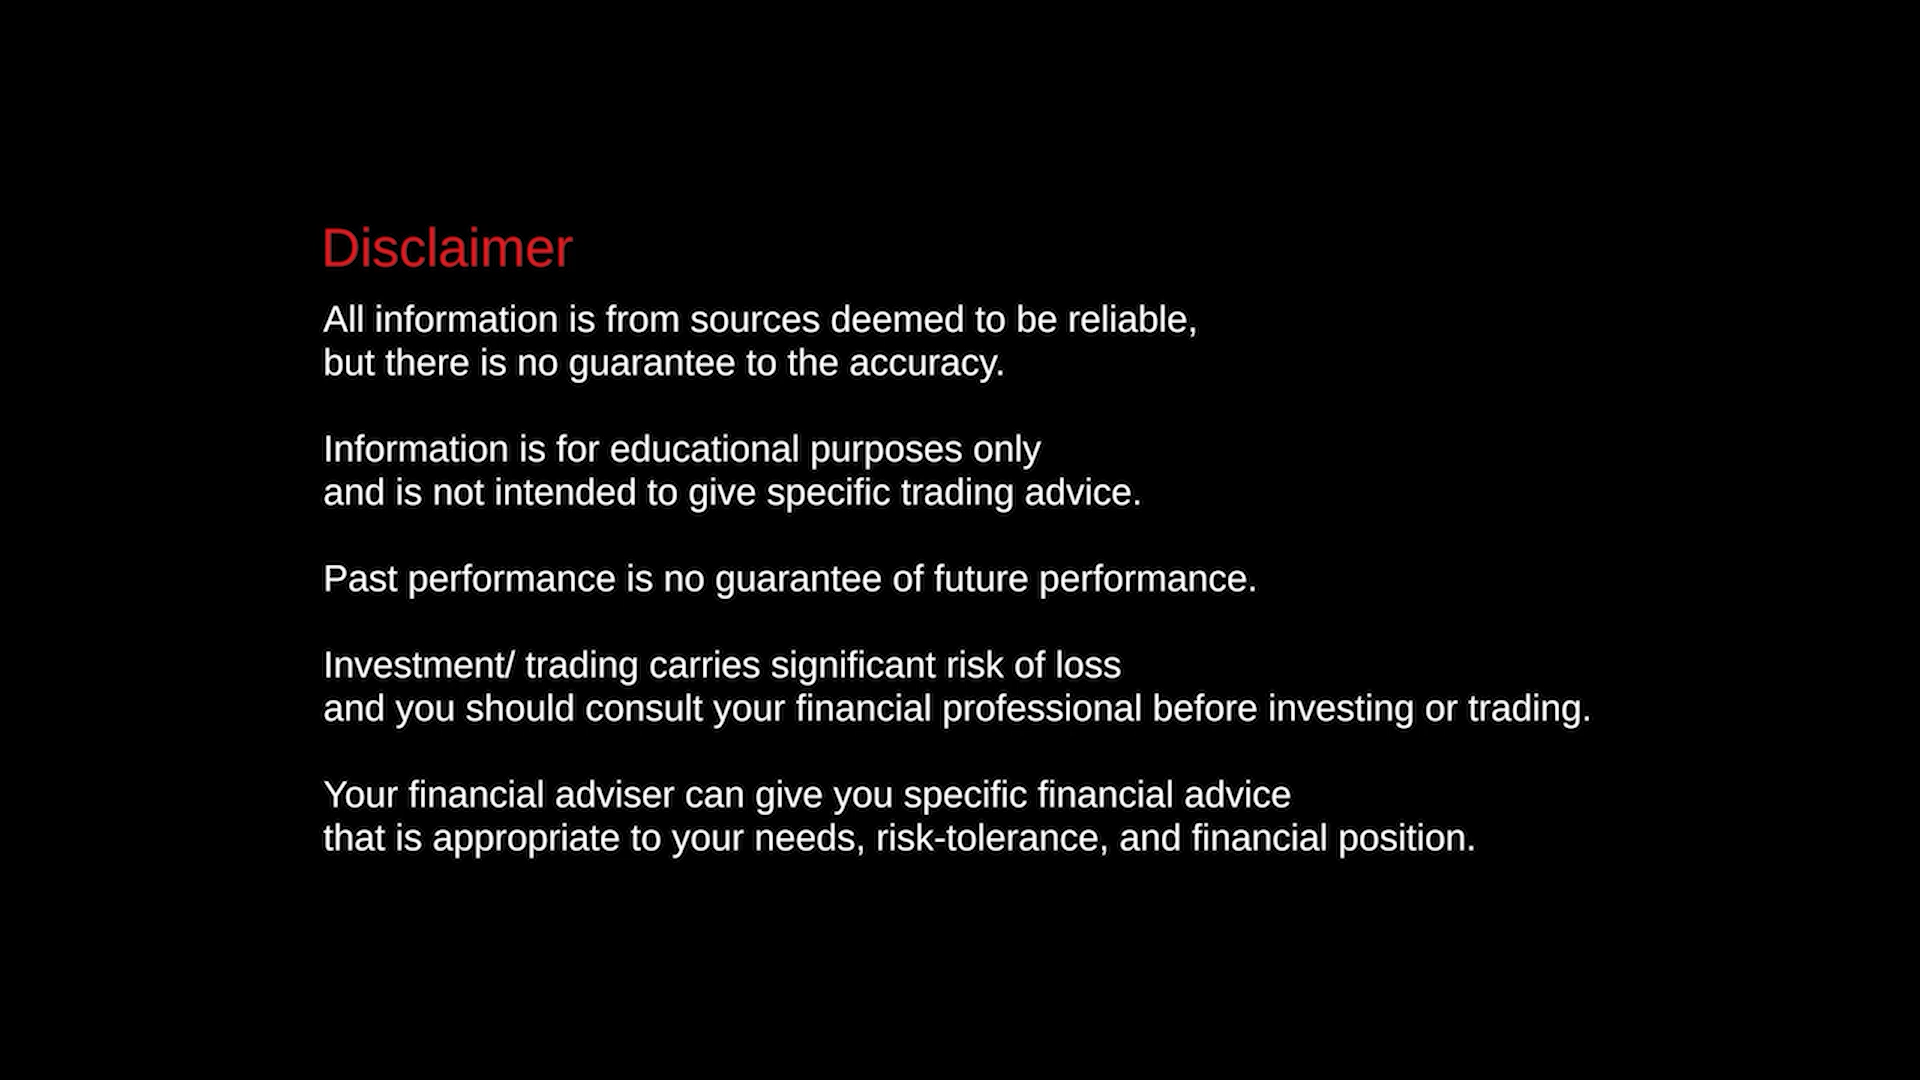 Disclaimer
All information is from sources deemed to be reliable,
but there is no guarantee to the accuracy.
Information is for educational purposes only
and is not intended to give specific trading advice.
Past performance is no guarantee of future performance.
Investment/ trading carries significant risk of loss
and you should consult your financial professional before investing or trading.
Your financial adviser can give you specific financial advice
that is appropriate to your needs, risk-tolerance, and financial position.